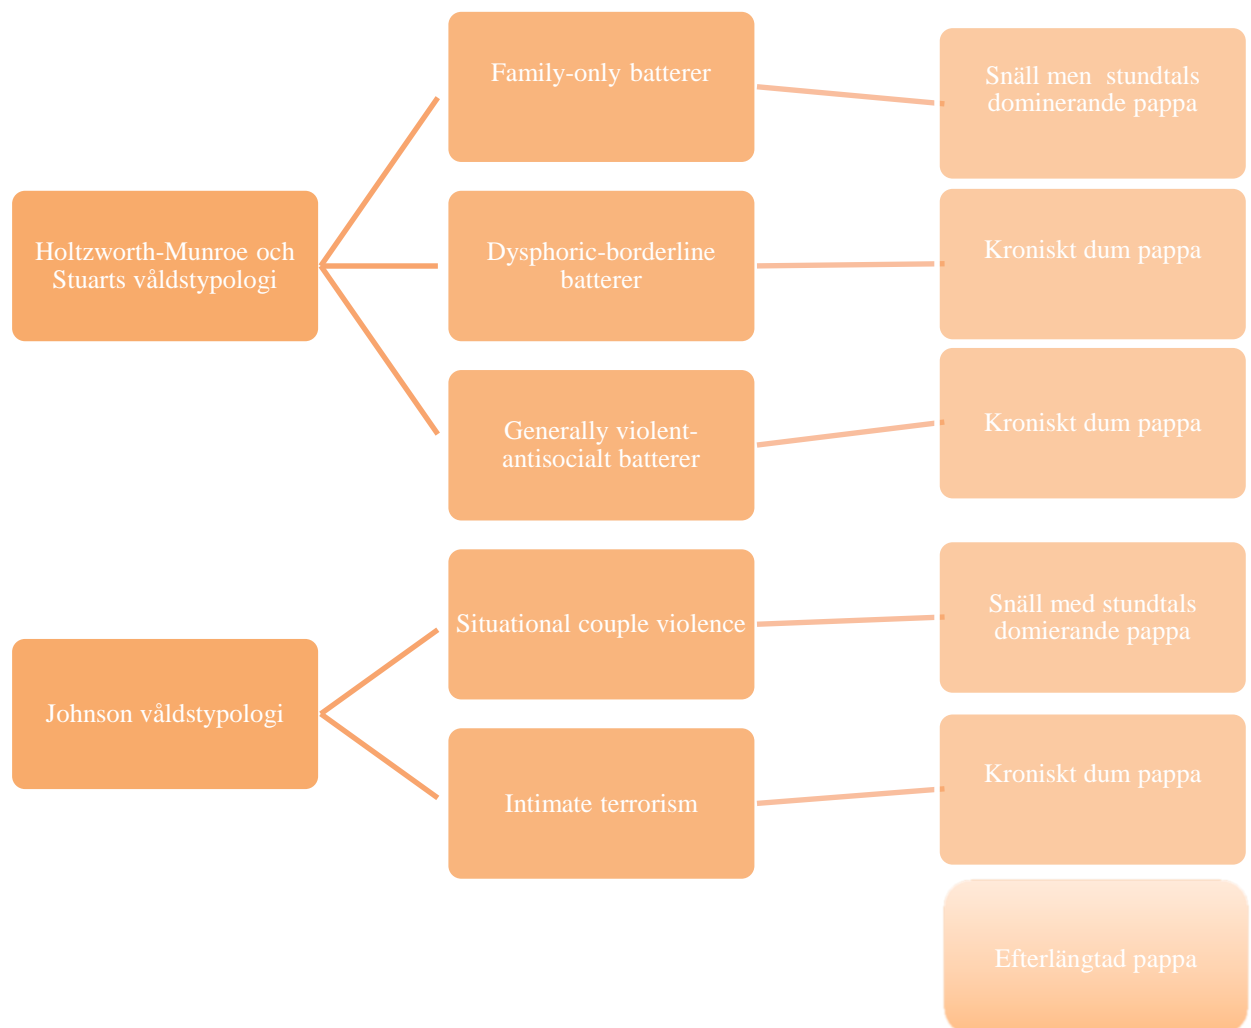 Family-only batterer
Snäll men  stundtals
dominerande pappa
Holtzworth-Munroe och
Stuarts våldstypologi
Dysphoric-borderline
batterer
Kroniskt dum pappa
Generally violent-
antisocialt batterer
Kroniskt dum pappa
Situational couple violence
Snäll med stundtals
domierande pappa
Johnson våldstypologi
Intimate terrorism
Kroniskt dum pappa
Efterlängtad pappa